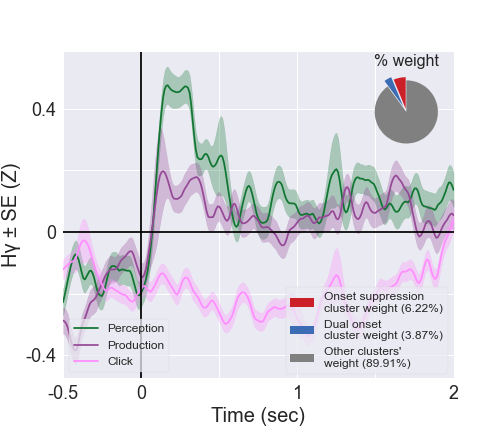 % weight
0.4
0
-0.4
Hγ ± SE (Z)
Perception
Production
Click
Onset suppression
cluster weight (6.22%)
Dual onset
cluster weight (3.87%)
Other clusters'
weight (89.91%)
-0.5
0
1
2
Time (sec)